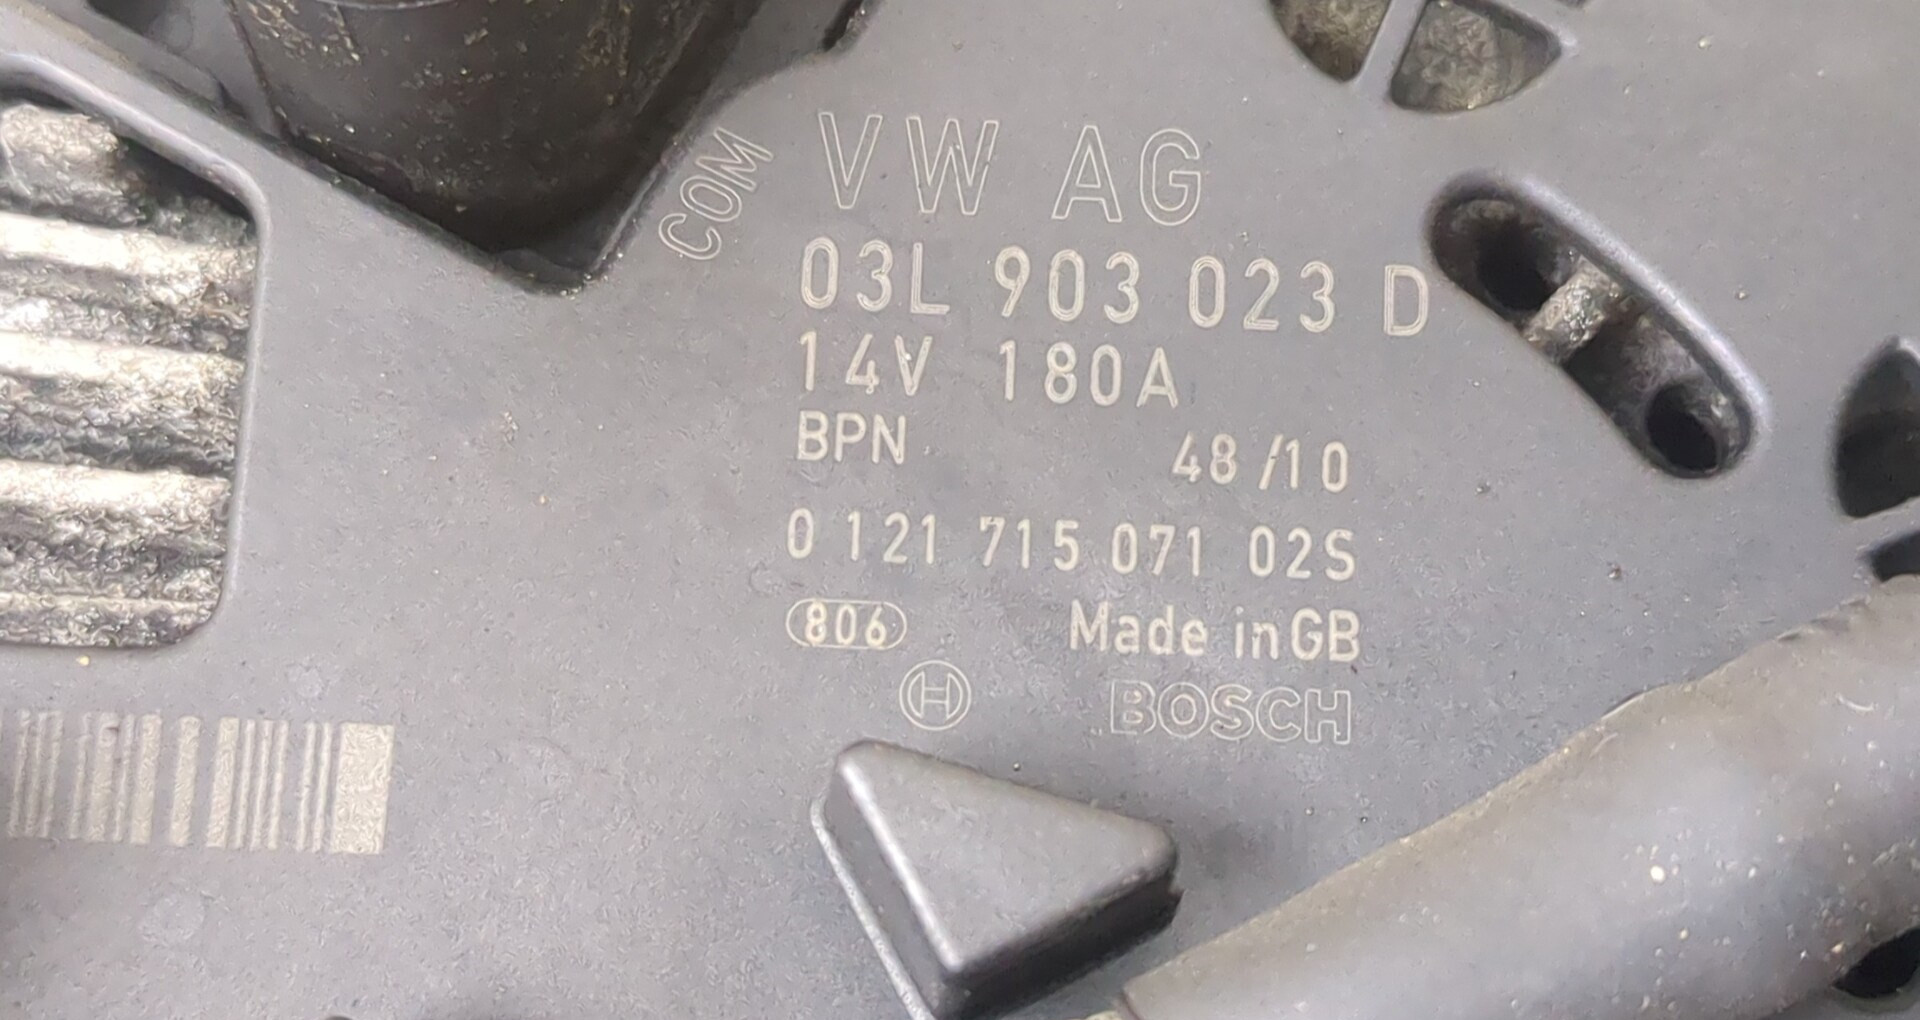 COM
VW AG
03L 903 023 D
14V 180A
BPN 48/10
0 121 715 071 02S
806 Made in GB
BOSCH